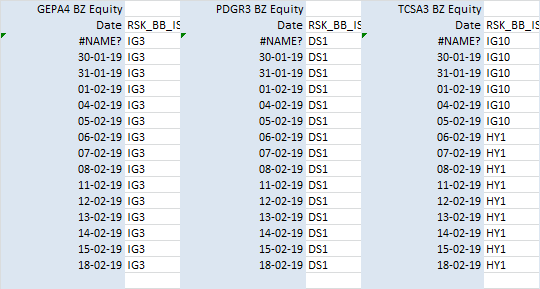 GEPA4 BZ Equity PDGR3 BZ Equity TCSA3 BZ Equity
Date RSK_BB_IS Date RSK_BB_IS Date RSK_BB_IS
#NAME? IG3 #NAME? DS1 #NAME? IG10
30-01-19 IG3 30-01-19 DS1 30-01-19 IG10
31-01-19 IG3 31-01-19 DS1 31-01-19 IG10
01-02-19 IG3 01-02-19 DS1 01-02-19 IG10
04-02-19 IG3 04-02-19 DS1 04-02-19 IG10
05-02-19 IG3 05-02-19 DS1 05-02-19 IG10
06-02-19 IG3 06-02-19 DS1 06-02-19 HY1
07-02-19 IG3 07-02-19 DS1 07-02-19 HY1
08-02-19 IG3 08-02-19 DS1 08-02-19 HY1
11-02-19 IG3 11-02-19 DS1 11-02-19 HY1
12-02-19 IG3 12-02-19 DS1 12-02-19 HY1
13-02-19 IG3 13-02-19 DS1 13-02-19 HY1
14-02-19 IG3 14-02-19 DS1 14-02-19 HY1
15-02-19 IG3 15-02-19 DS1 15-02-19 HY1
18-02-19 IG3 18-02-19 DS1 18-02-19 HY1